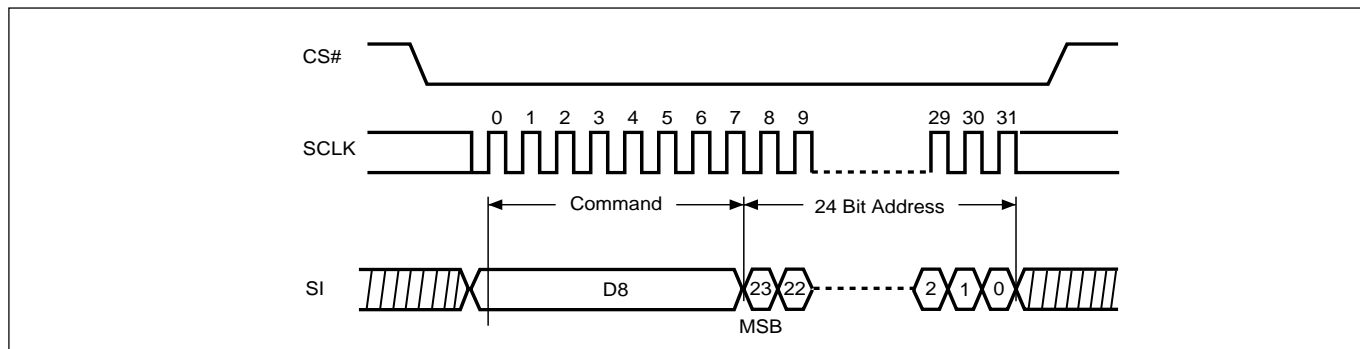 CS#
0 1 2 3 4 5 6 7 8 9 29 30 31
SCLK
Command 24 Bit Address
SI D8 23 22 2 1 0
MSB